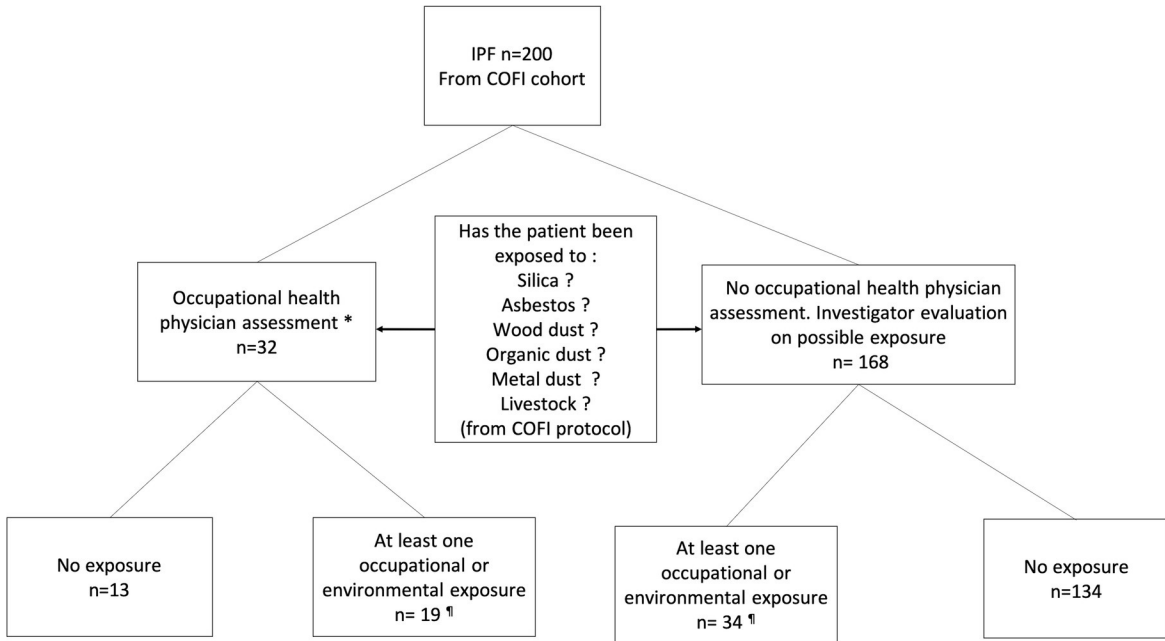 IPF n=200
From COFI cohort
Has the patient been
exposed to :
Silica ?
Asbestos ?
Wood dust ?
Organic dust ?
Metal dust  ?
Livestock ?
(from COFI protocol)
Occupational health
physician assessment *
n=32
No occupational health physician
assessment. Investigator evaluation
on possible exposure
n= 168
No exposure
n=13
At least one
occupational or
environmental exposure
n= 19 ¶
At least one
occupational or
environmental exposure
n= 34 ¶
No exposure
n=134